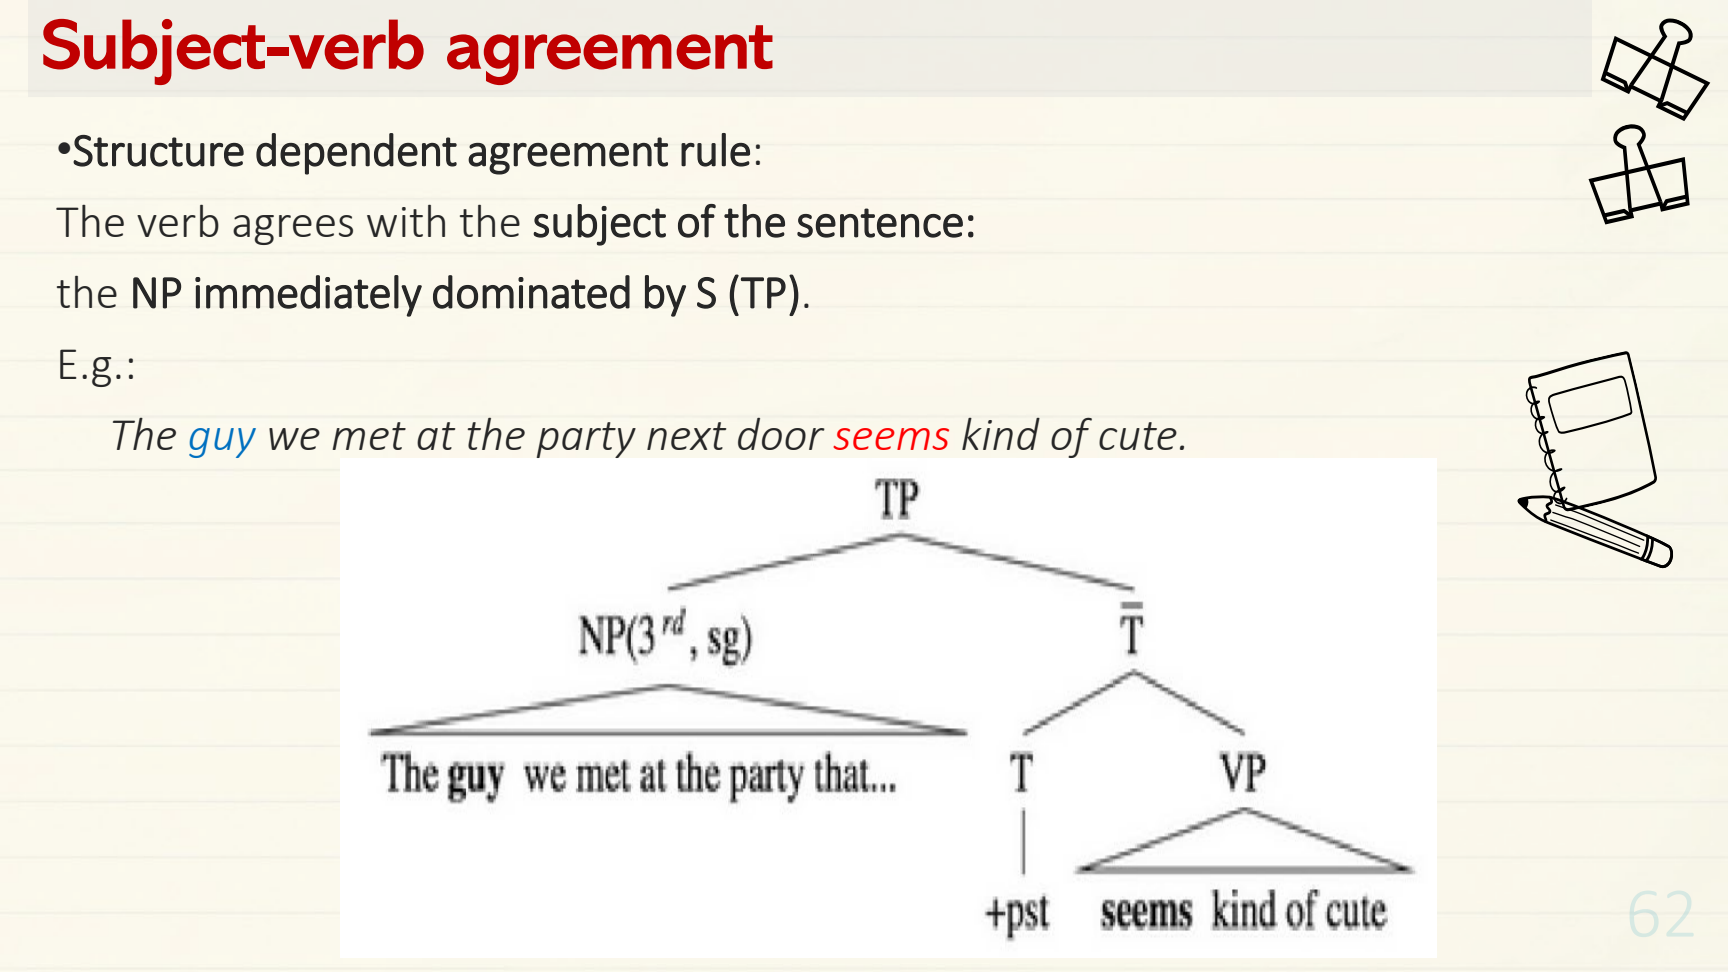 Subject-verb agreement
•Structure dependent agreement rule:
The verb agrees with the subject of the sentence:
the NP immediately dominated by S (TP).
E.g.:
The guy we met at the party next door seems kind of cute.
TP
NP(3rd, sg) T̿
The guy we met at the party that... T VP
+pst seems kind of cute
62